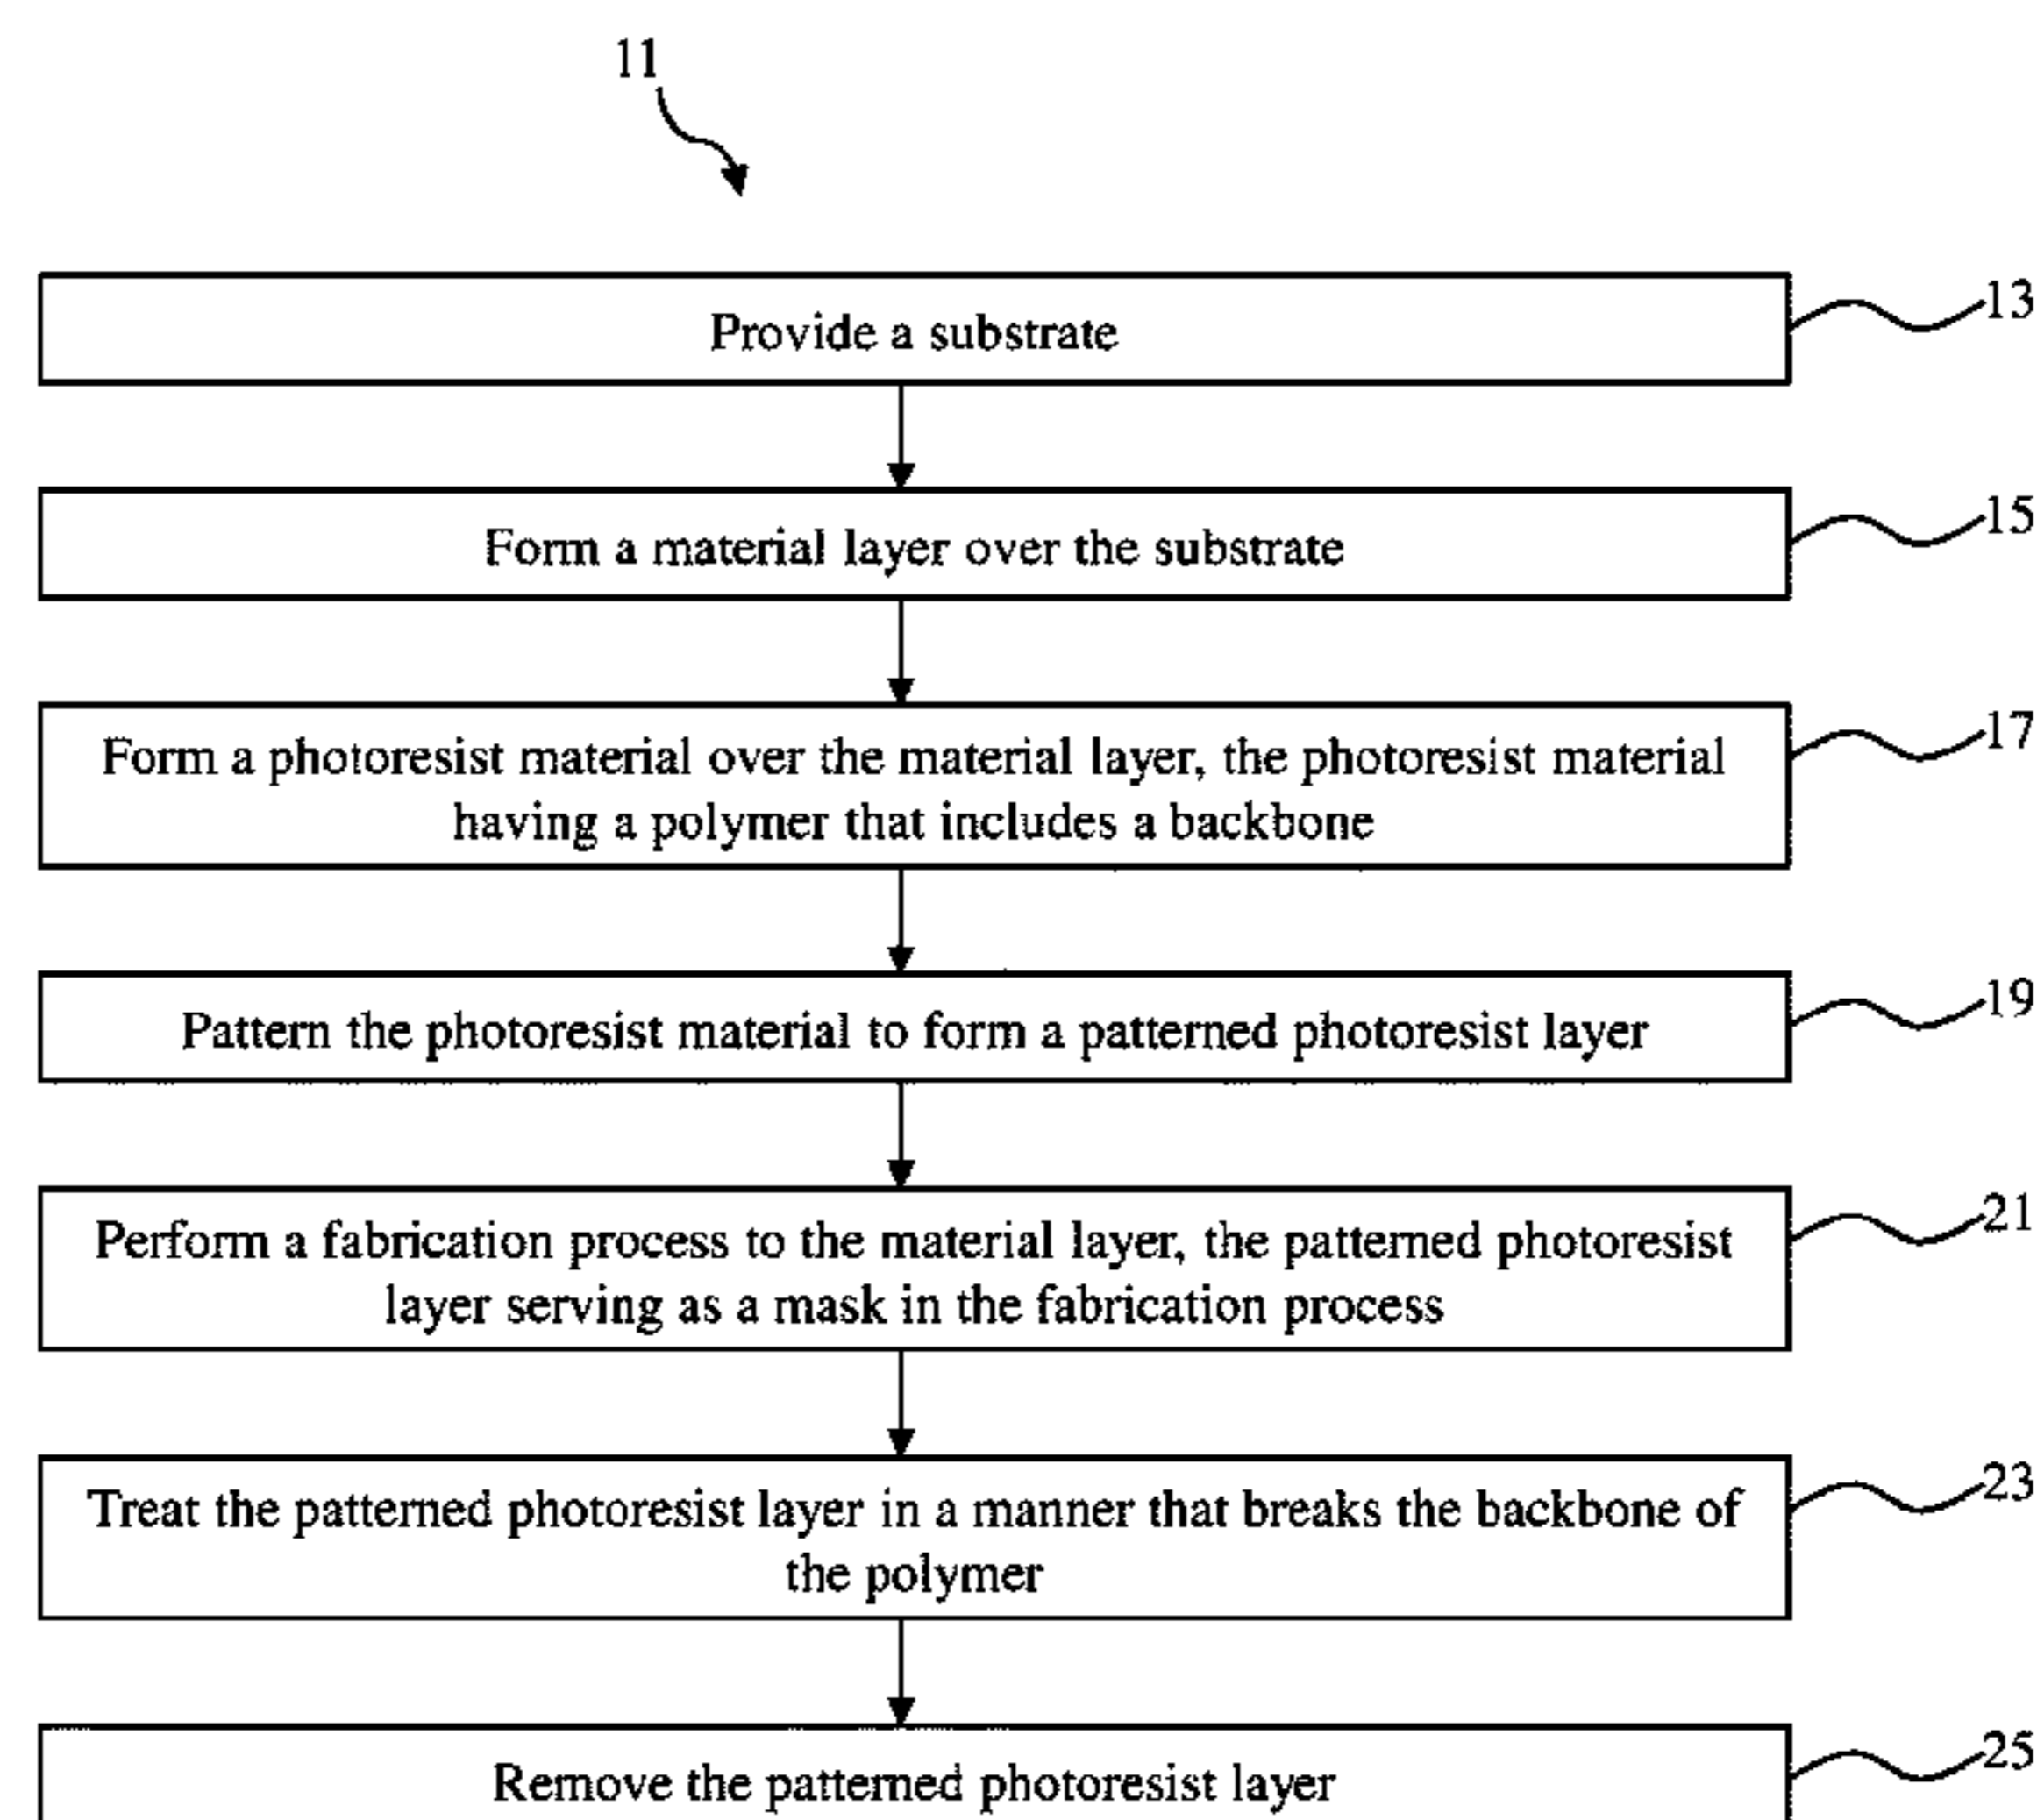 11
Provide a substrate
13
Form a material layer over the substrate
15
Form a photoresist material over the material layer, the photoresist material
having a polymer that includes a backbone
17
Pattern the photoresist material to form a patterned photoresist layer
19
Perform a fabrication process to the material layer, the patterned photoresist
layer serving as a mask in the fabrication process
21
Treat the patterned photoresist layer in a manner that breaks the backbone of
the polymer
23
Remove the patterned photoresist layer
25